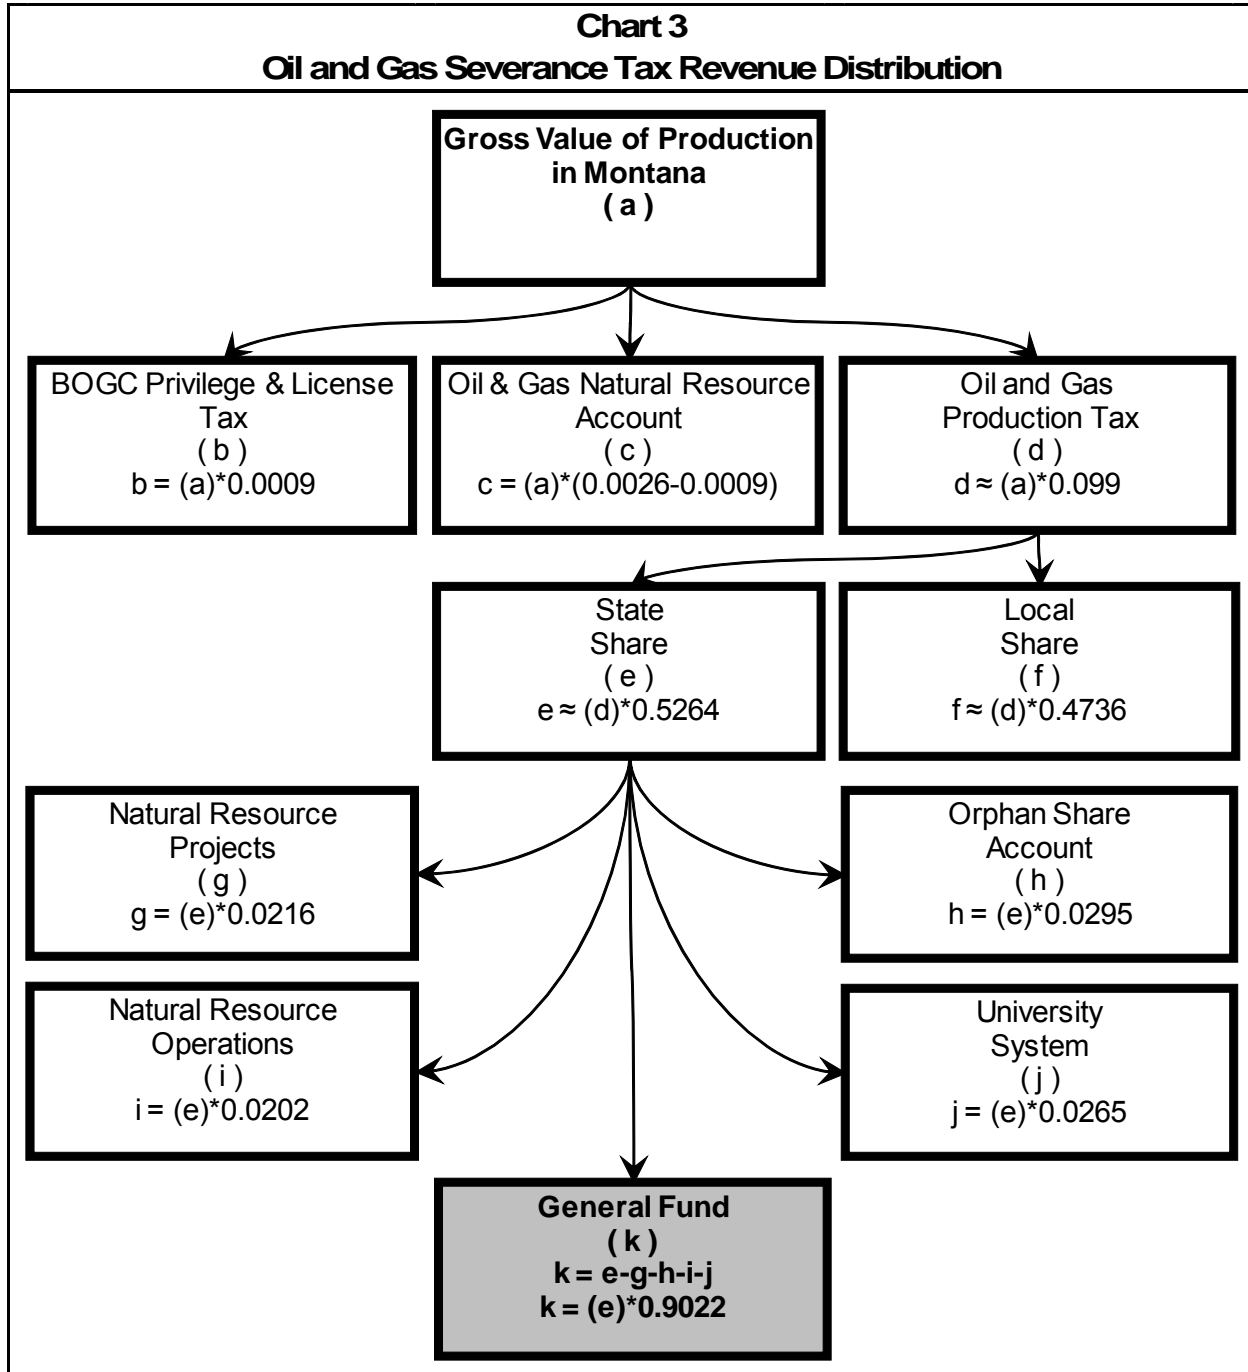 Chart 3
Oil and Gas Severance Tax Revenue Distribution
Gross Value of Production
in Montana
( a )
BOGC Privilege & License
Tax
( b )
b = (a)*0.0009
Oil & Gas Natural Resource
Account
( c )
c = (a)*(0.0026-0.0009)
Oil and Gas
Production Tax
( d )
d ≈ (a)*0.099
State
Share
( e )
e ≈ (d)*0.5264
Local
Share
( f )
f ≈ (d)*0.4736
Natural Resource
Projects
( g )
g = (e)*0.0216
Orphan Share
Account
( h )
h = (e)*0.0295
Natural Resource
Operations
( i )
i = (e)*0.0202
University
System
( j )
j = (e)*0.0265
General Fund
( k )
k = e-g-h-i-j
k = (e)*0.9022